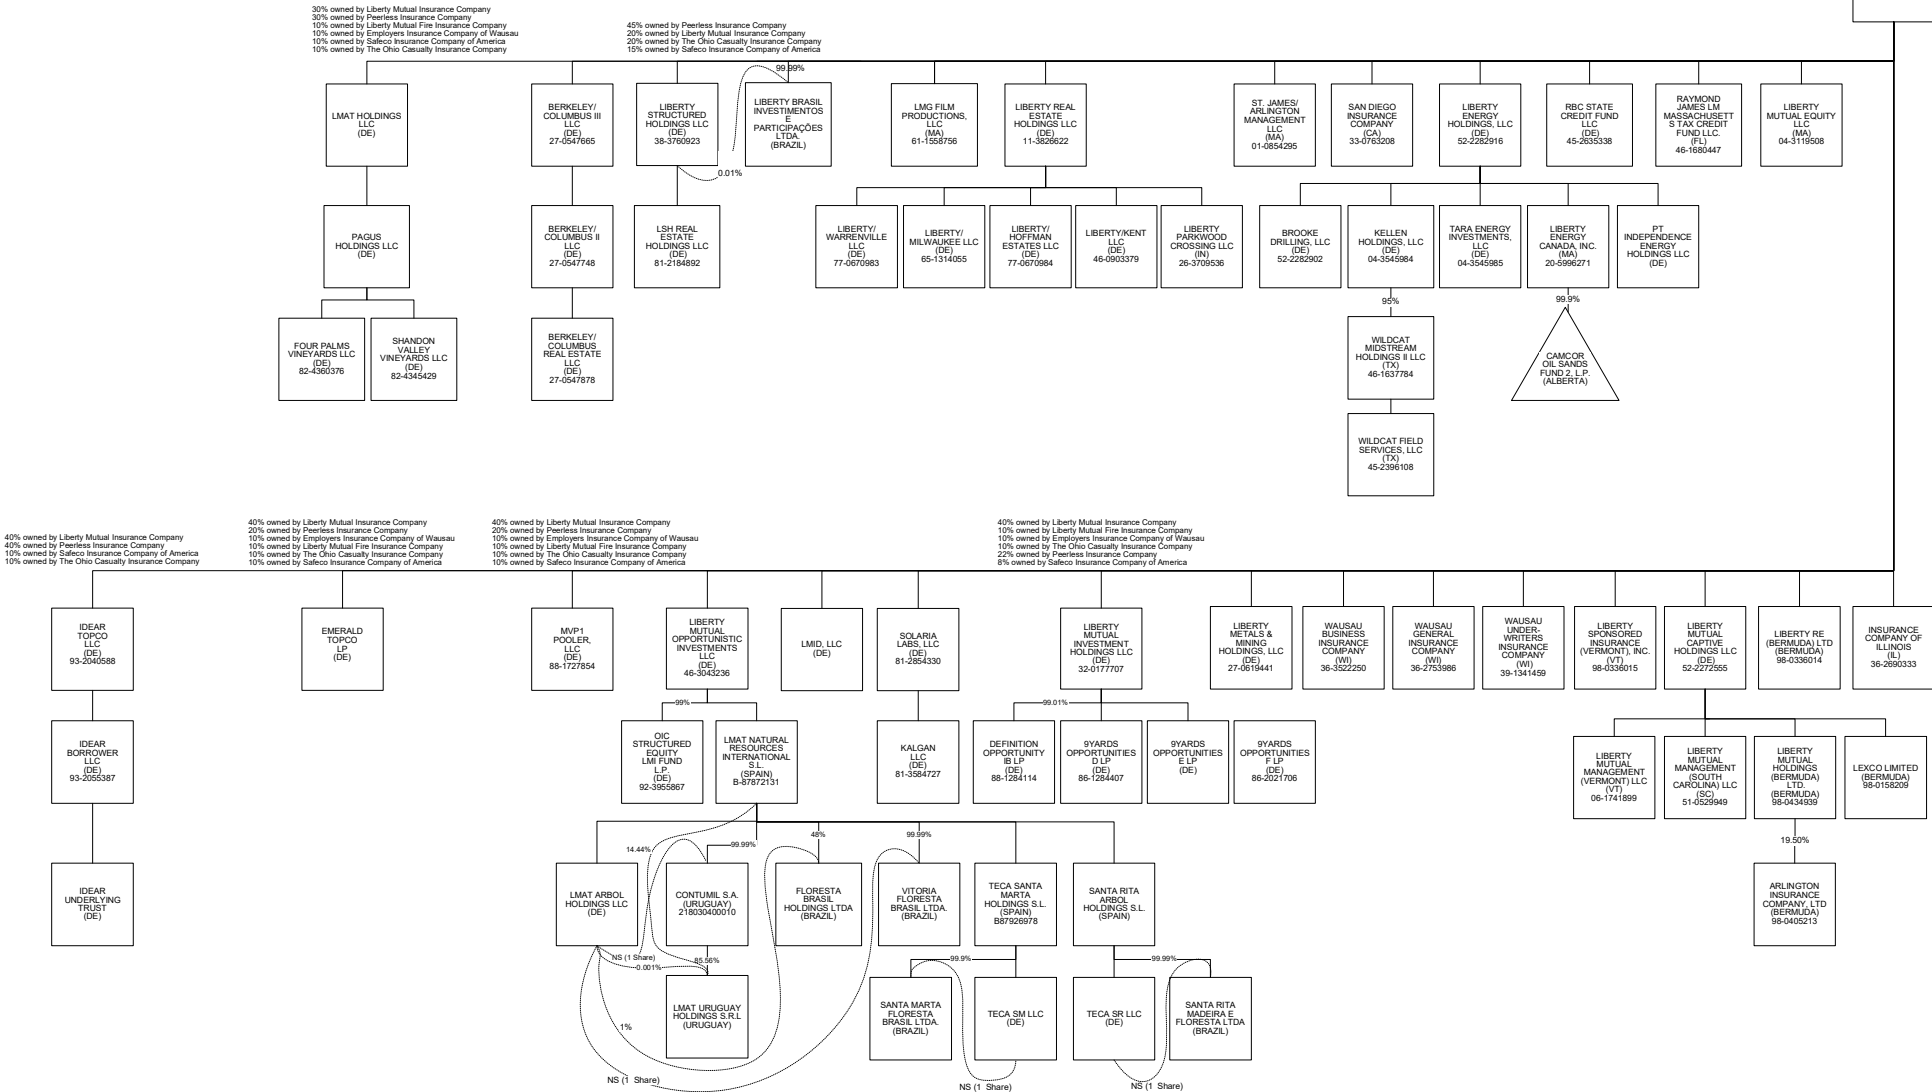 30% owned by Liberty Mutual Insurance Company
30% owned by Peerless Insurance Company
10% owned by Liberty Mutual Fire Insurance Company
10% owned by Employers Insurance Company of Wausau
10% owned by Safeco Insurance Company of America
10% owned by The Ohio Casualty Insurance Company
45% owned by Peerless Insurance Company
20% owned by Liberty Mutual Insurance Company
20% owned by The Ohio Casualty Insurance Company
15% owned by Safeco Insurance Company of America
LMAT HOLDINGS
LLC
(DE)
BERKELEY/
COLUMBUS III
LLC
(DE)
27-0547665
LIBERTY
STRUCTURED
HOLDINGS LLC
(DE)
38-3760923
99.99%
0.01%
LIBERTY BRASIL
INVESTIMENTOS
E
PARTICIPAÇÕES
LTDA.
(BRAZIL)
LMG FILM
PRODUCTIONS,
LLC
(MA)
61-1558756
LIBERTY REAL
ESTATE
HOLDINGS LLC
(DE)
11-3826622
ST. JAMES/
ARLINGTON
MANAGEMENT
LLC
(MA)
01-0854295
SAN DIEGO
INSURANCE
COMPANY
(CA)
33-0763208
LIBERTY
ENERGY
HOLDINGS, LLC
(DE)
52-2282916
RBC STATE
CREDIT FUND
LLC
(DE)
45-2635338
RAYMOND
JAMES LM
MASSACHUSETT
S TAX CREDIT
FUND LLC.
(FL)
46-1680447
LIBERTY
MUTUAL EQUITY
LLC
(MA)
04-3119508
PAGUS
HOLDINGS LLC
(DE)
BERKELEY/
COLUMBUS II
LLC
(DE)
27-0547748
LSH REAL
ESTATE
HOLDINGS LLC
(DE)
81-2184892
LIBERTY/
WARRENVILLE
LLC
(DE)
77-0670983
LIBERTY/
MILWAUKEE LLC
(DE)
65-1314055
LIBERTY/
HOFFMAN
ESTATES LLC
(DE)
77-0670984
LIBERTY/KENT
LLC
(DE)
46-0903379
LIBERTY
PARKWOOD
CROSSING LLC
(IN)
26-3709536
BROOKE
DRILLING, LLC
(DE)
52-2282902
KELLEN
HOLDINGS, LLC
(DE)
04-3545984
TARA ENERGY
INVESTMENTS,
LLC
(DE)
04-3545985
LIBERTY
ENERGY
CANADA, INC.
(MA)
20-5996271
PT
INDEPENDENCE
ENERGY
HOLDINGS LLC
(DE)
95%
99.9%
FOUR PALMS
VINEYARDS LLC
(DE)
82-4360376
SHANDON
VALLEY
VINEYARDS LLC
(DE)
82-4345429
BERKELEY/
COLUMBUS
REAL ESTATE
LLC
(DE)
27-0547878
WILDCAT
MIDSTREAM
HOLDINGS II LLC
(TX)
46-1637784
CAMCOR
OIL SANDS
FUND 2, L.P.
(ALBERTA)
WILDCAT FIELD
SERVICES, LLC
(TX)
45-2396108
40% owned by Liberty Mutual Insurance Company
40% owned by Peerless Insurance Company
10% owned by Safeco Insurance Company of America
10% owned by The Ohio Casualty Insurance Company
40% owned by Liberty Mutual Insurance Company
20% owned by Peerless Insurance Company
10% owned by Employers Insurance Company of Wausau
10% owned by Liberty Mutual Fire Insurance Company
10% owned by The Ohio Casualty Insurance Company
10% owned by Safeco Insurance Company of America
40% owned by Liberty Mutual Insurance Company
20% owned by Peerless Insurance Company
10% owned by Employers Insurance Company of Wausau
10% owned by Liberty Mutual Fire Insurance Company
10% owned by The Ohio Casualty Insurance Company
10% owned by Safeco Insurance Company of America
40% owned by Liberty Mutual Insurance Company
10% owned by Liberty Mutual Fire Insurance Company
10% owned by Employers Insurance Company of Wausau
10% owned by The Ohio Casualty Insurance Company
22% owned by Peerless Insurance Company
8% owned by Safeco Insurance Company of America
IDEAR
TOPCO
LLC
(DE)
93-2040588
EMERALD
TOPCO
LP
(DE)
MVP1
POOLER,
LLC
(DE)
88-1727854
LIBERTY
MUTUAL
OPPORTUNISTIC
INVESTMENTS
LLC
(DE)
46-3043236
LMID, LLC
(DE)
SOLARIA
LABS, LLC
(DE)
81-2854330
LIBERTY
MUTUAL
INVESTMENT
HOLDINGS LLC
(DE)
32-0177707
LIBERTY
METALS &
MINING
HOLDINGS, LLC
(DE)
27-0619441
WAUSAU
BUSINESS
INSURANCE
COMPANY
(WI)
36-3522250
WAUSAU
GENERAL
INSURANCE
COMPANY
(WI)
36-2753986
WAUSAU
UNDER-
WRITERS
INSURANCE
COMPANY
(WI)
39-1341459
LIBERTY
SPONSORED
INSURANCE
(VERMONT), INC.
(VT)
98-0336015
LIBERTY
MUTUAL
CAPTIVE
HOLDINGS LLC
(DE)
52-2272555
LIBERTY RE
(BERMUDA) LTD
(BERMUDA)
98-0336014
INSURANCE
COMPANY OF
ILLINOIS
(IL)
36-2690333
99%
99.01%
IDEAR
BORROWER
LLC
(DE)
93-2055387
OIC
STRUCTURED
EQUITY
LMI FUND
L.P.
(DE)
92-3955867
LMAT NATURAL
RESOURCES
INTERNATIONAL
S.L.
(SPAIN)
B-87872131
KALGAN
LLC
(DE)
81-3584727
DEFINITION
OPPORTUNITY
IB LP
(DE)
88-1284114
9YARDS
OPPORTUNITIES
D LP
(DE)
86-1284407
9YARDS
OPPORTUNITIES
E LP
(DE)
9YARDS
OPPORTUNITIES
F LP
(DE)
86-2021706
LIBERTY
MUTUAL
MANAGEMENT
(VERMONT) LLC
(VT)
06-1741899
LIBERTY
MUTUAL
MANAGEMENT
(SOUTH
CAROLINA) LLC
(SC)
51-0529949
LIBERTY
MUTUAL
HOLDINGS
(BERMUDA)
LTD.
(BERMUDA)
98-0434939
LEXCO LIMITED
(BERMUDA)
98-0158209
14.44%
99.99%
48%
99.99%
19.50%
IDEAR
UNDERLYING
TRUST
(DE)
LMAT ARBOL
HOLDINGS LLC
(DE)
CONTUMIL S.A.
(URUGUAY)
218030400010
FLORESTA
BRASIL
HOLDINGS LTDA
(BRAZIL)
VITORIA
FLORESTA
BRASIL LTDA.
(BRAZIL)
TECA SANTA
MARTA
HOLDINGS S.L.
(SPAIN)
B87926978
SANTA RITA
ARBOL
HOLDINGS S.L.
(SPAIN)
ARLINGTON
INSURANCE
COMPANY, LTD
(BERMUDA)
98-0405213
NS (1 Share)
0.001%
85.56%
99.9%
99.99%
LMAT URUGUAY
HOLDINGS S.R.L
(URUGUAY)
SANTA MARTA
FLORESTA
BRASIL LTDA.
(BRAZIL)
TECA SM LLC
(DE)
TECA SR LLC
(DE)
SANTA RITA
MADEIRA E
FLORESTA LTDA
(BRAZIL)
1%
NS (1 Share)
NS (1 Share)
NS (1 Share)